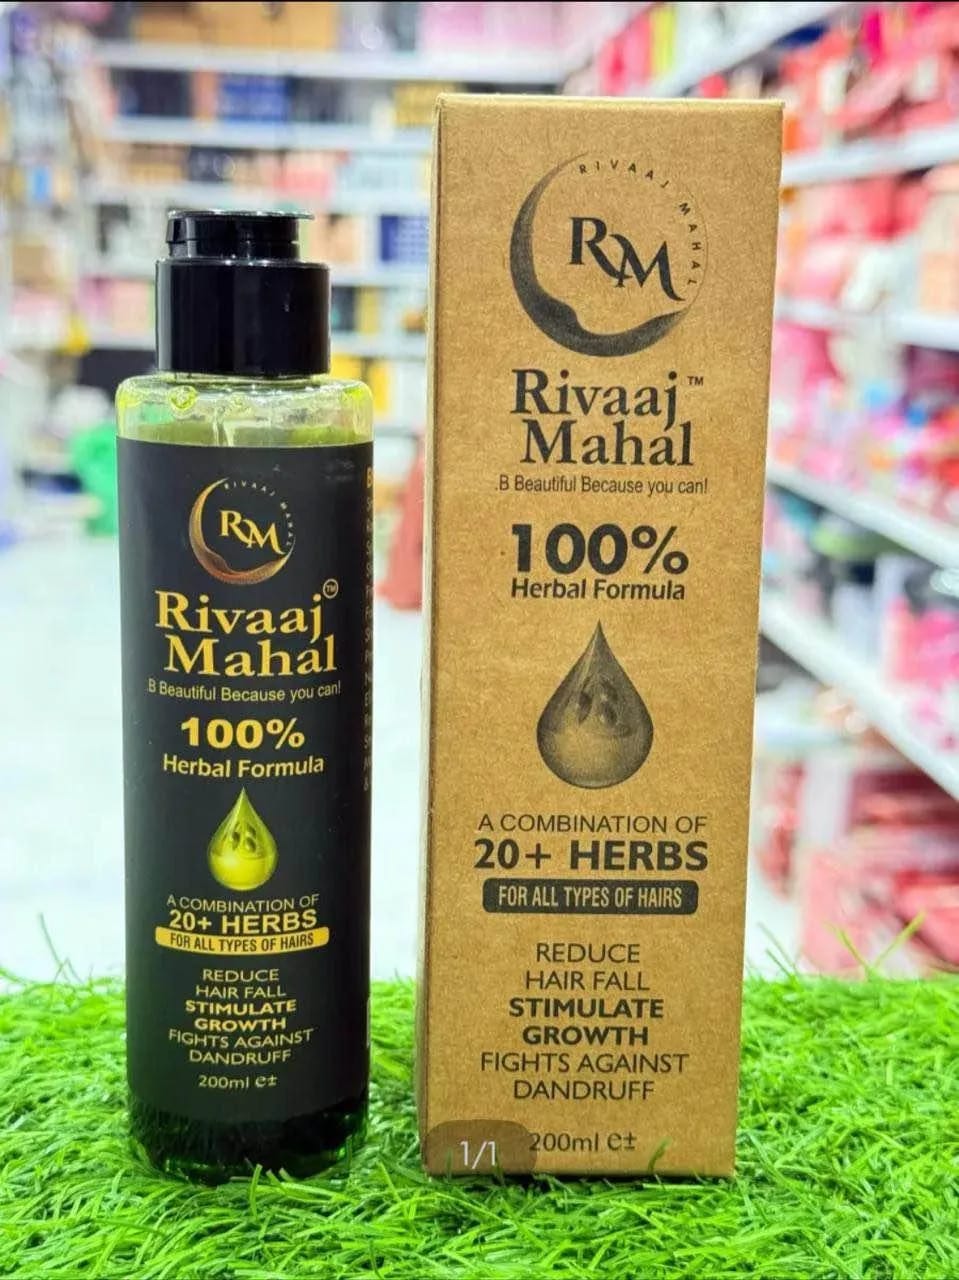 RIVAAJ MAHAL
RM
Rivaaj™
Mahal
B Beautiful Because you can!
100%
Herbal Formula
A COMBINATION OF
20+ HERBS
FOR ALL TYPES OF HAIRS
REDUCE
HAIR FALL
STIMULATE
GROWTH
FIGHTS AGAINST
DANDRUFF
200ml e±
RIVAAJ MAHAL
RM
Rivaaj™
Mahal
.B Beautiful Because you can!
100%
Herbal Formula
A COMBINATION OF
20+ HERBS
FOR ALL TYPES OF HAIRS
REDUCE
HAIR FALL
STIMULATE
GROWTH
FIGHTS AGAINST
DANDRUFF
200ml e±
1/1